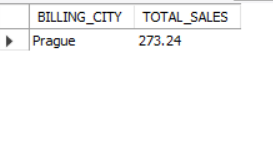 BILLING_CITY TOTAL_SALES
Prague 273.24